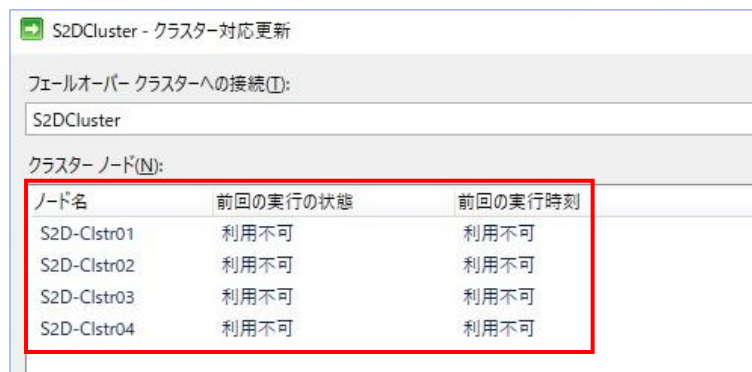 S2DCluster - クラスター対応更新
フェールオーバー クラスターへの接続(T):
S2DCluster
クラスター ノード(N):
ノード名 前回の実行の状態 前回の実行時刻
S2D-Clstr01 利用不可 利用不可
S2D-Clstr02 利用不可 利用不可
S2D-Clstr03 利用不可 利用不可
S2D-Clstr04 利用不可 利用不可